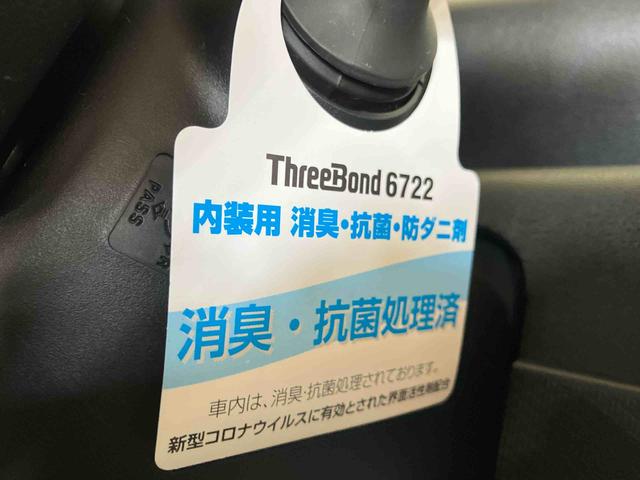 ThreeBond 6722
内装用 消臭・抗菌・防ダニ剤
消臭・抗菌処理済
車内は、消臭・抗菌処理されております。
新型コロナウイルスに有効とされた界面活性剤配合
PASS